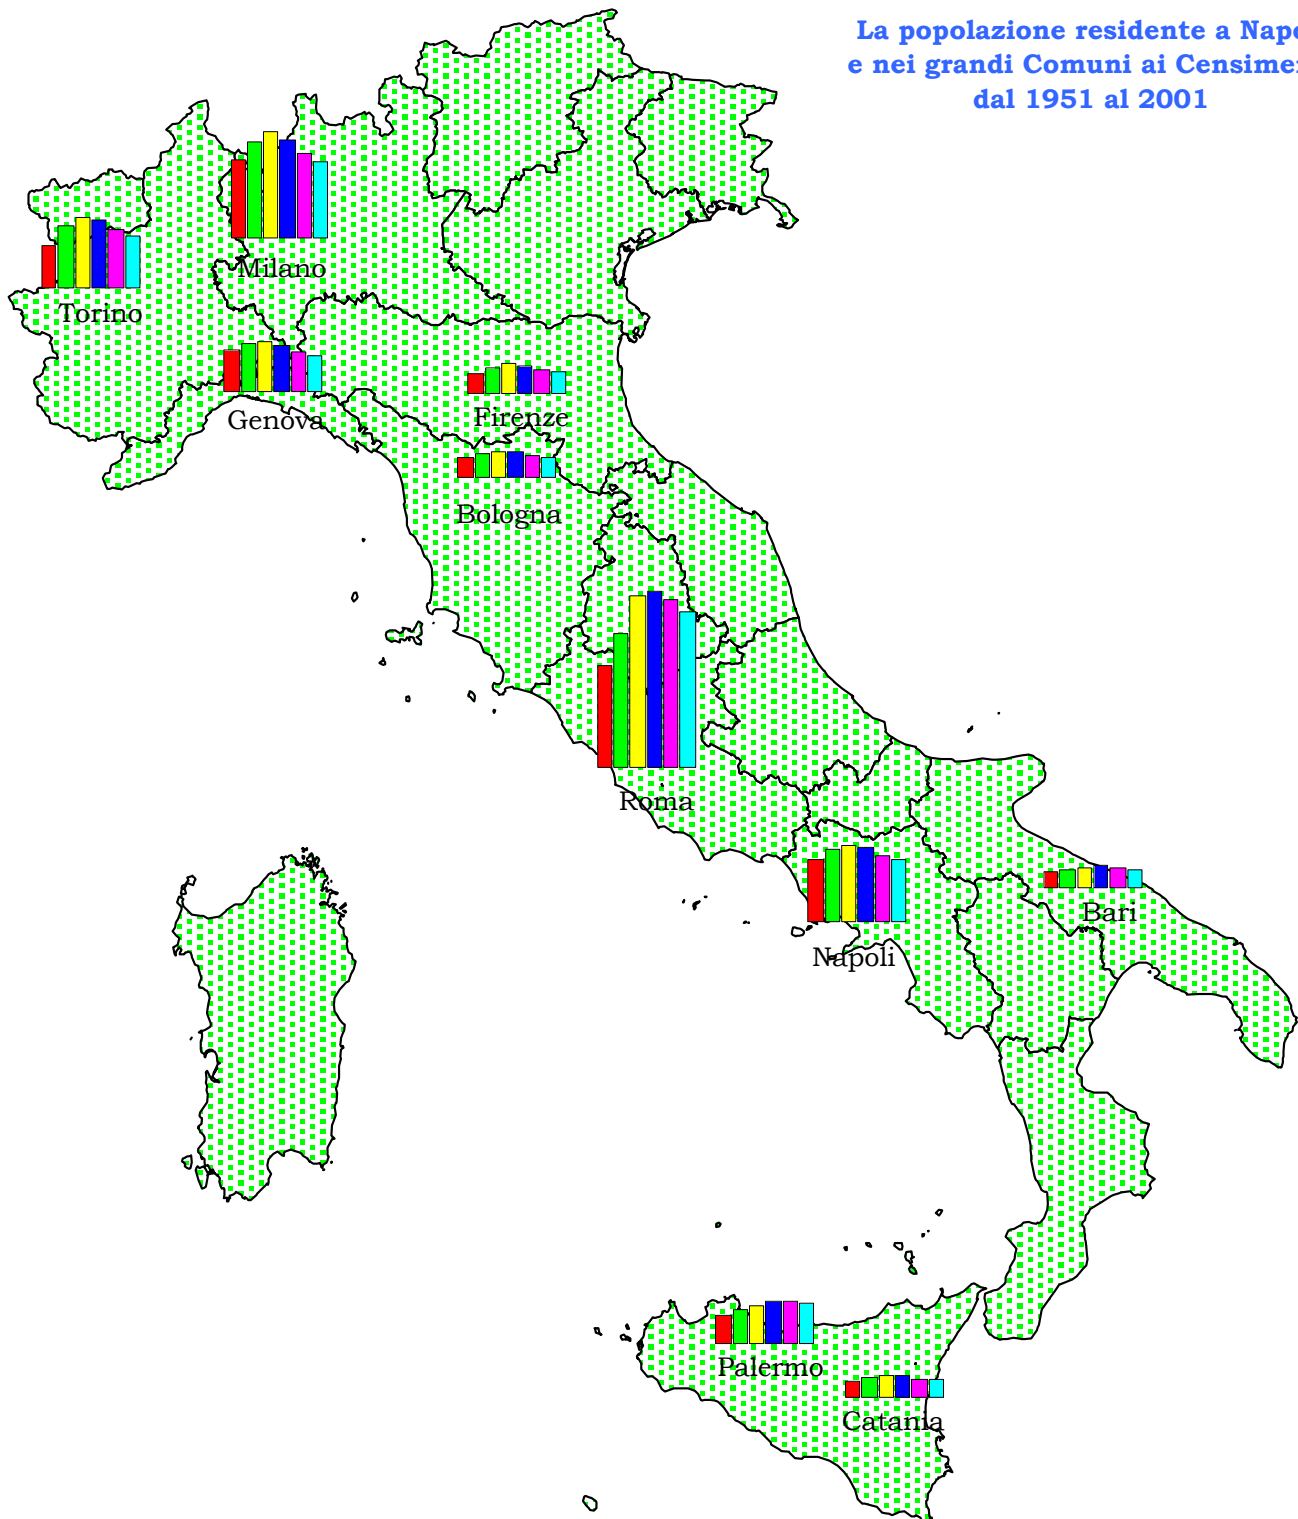 La popolazione residente a Napo
e nei grandi Comuni ai Censime
dal 1951 al 2001
Milano
Torino
Genova
Firenze
Bologna
Roma
Bari
Napoli
Palermo
Catania